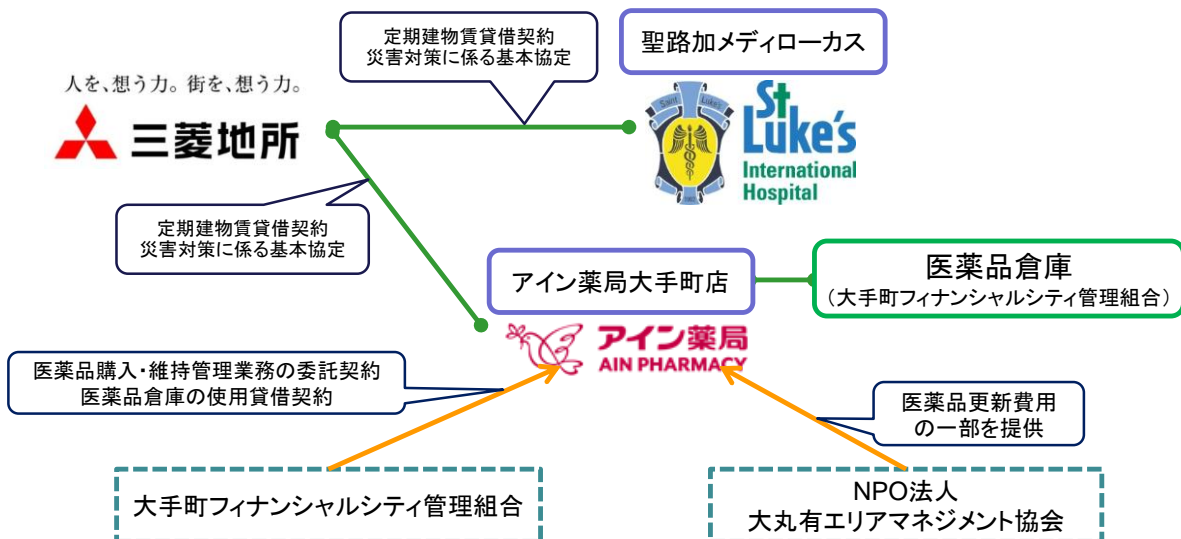 定期建物賃貸借契約
災害対策に係る基本協定
聖路加メディローカス
人を、想う力。街を、想う力。
三菱地所
Saint Luke's
St
Luke's
International
Hospital
定期建物賃貸借契約
災害対策に係る基本協定
アイン薬局大手町店
医薬品倉庫
（大手町フィナンシャルシティ管理組合）
アイン薬局
AIN PHARMACY
医薬品購入・維持管理業務の委託契約
医薬品倉庫の使用貸借契約
医薬品更新費用
の一部を提供
大手町フィナンシャルシティ管理組合
NPO法人
大丸有エリアマネジメント協会